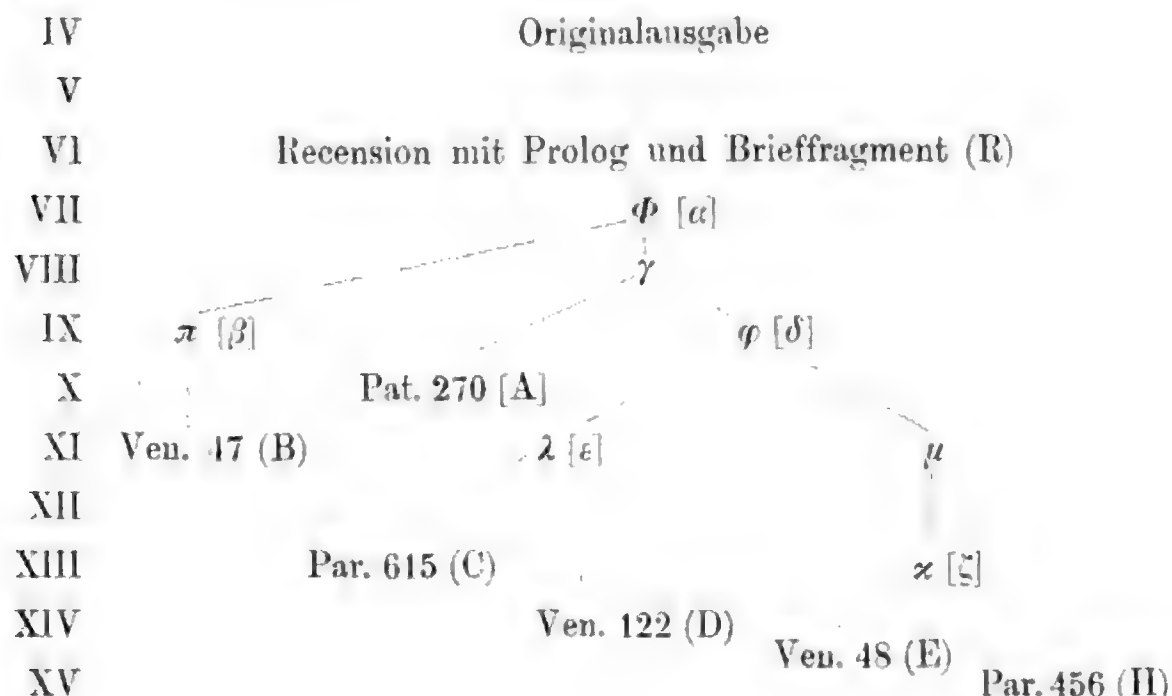 IV Originalausgabe
V
VI Recension mit Prolog und Brieffragment (R)
VII Φ [α]
VIII γ
IX π [β] φ [δ]
X Pat. 270 [A]
XI Ven. 47 (B) λ [ε] μ
XII
XIII Par. 615 (C) ϰ [ζ]
XIV Ven. 122 (D)
Ven. 48 (E)
XV Par. 456 (H)